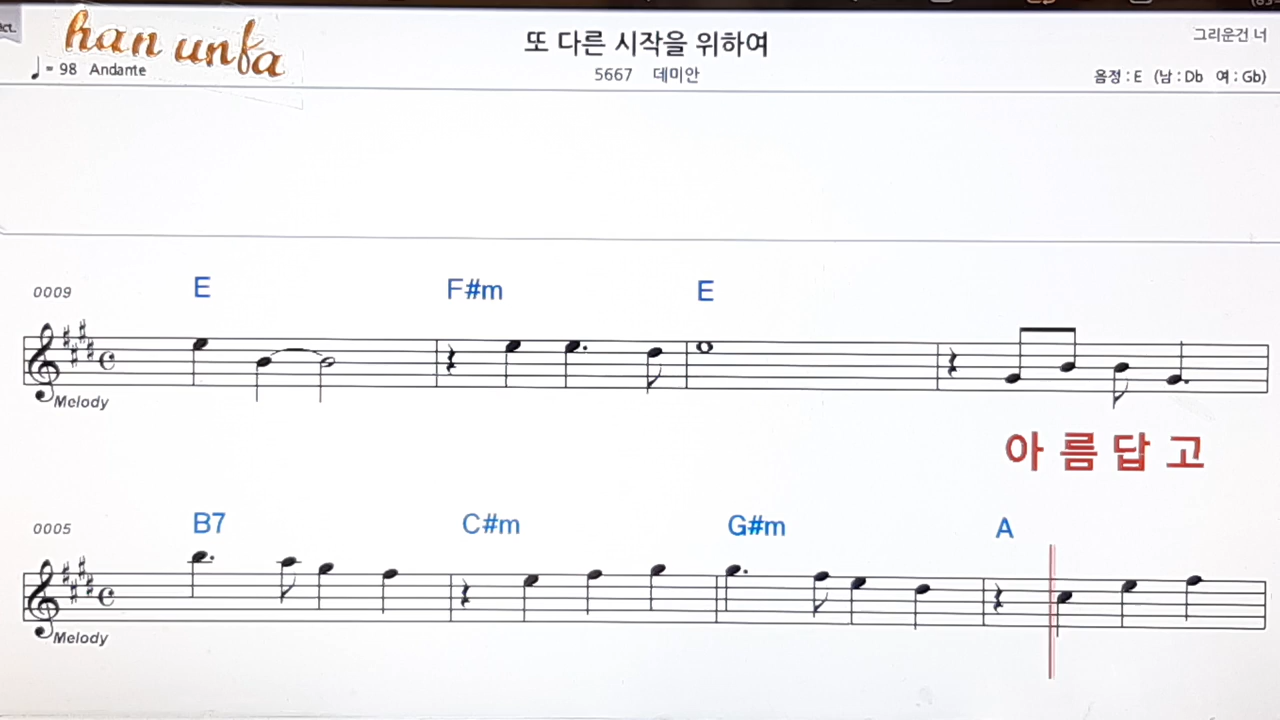 han unfa
또 다른 시작을 위하여
그리운건 너
♩= 98 Andante
5667 데미안
음정 : E (남 : Db 여 : Gb)
0009
E F#m E
Melody
아 름 답 고
0005
B7 C#m G#m A
Melody